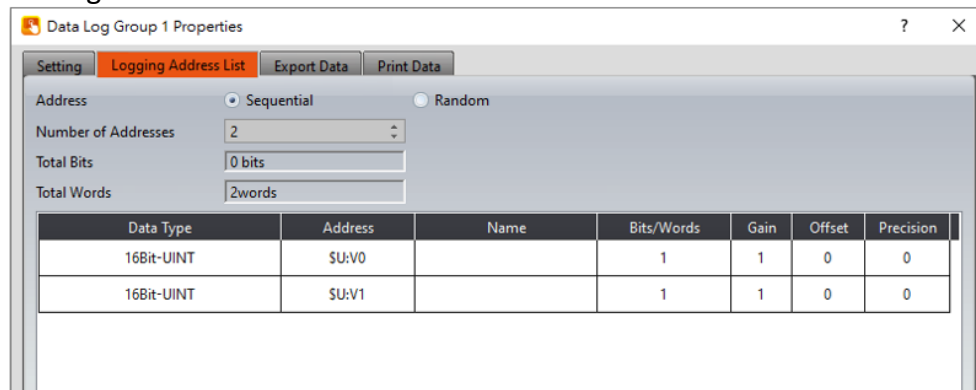 Data Log Group 1 Properties ? ×
Setting Logging Address List Export Data Print Data
Address Sequential Random
Number of Addresses 2
Total Bits 0 bits
Total Words 2words
Data Type Address Name Bits/Words Gain Offset Precision
16Bit-UINT $U:V0 1 1 0 0
16Bit-UINT $U:V1 1 1 0 0